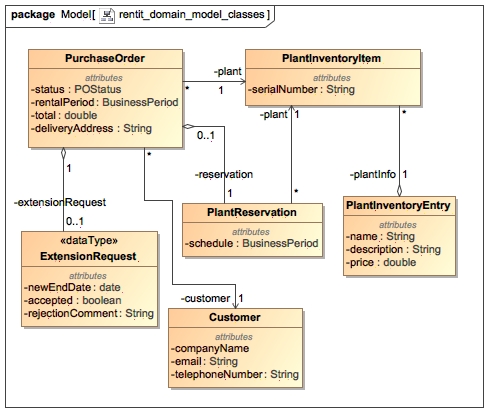 package Model[ rentit_domain_model_classes ]
PurchaseOrder
attributes
-status : POStatus
-rentalPeriod : BusinessPeriod
-total : double
-deliveryAddress : String
-plant
*
1
PlantInventoryItem
attributes
-serialNumber : String
0..1
-plant
1
*
-reservation
1
*
*
-plantInfo
1
1
-extensionRequest
0..1
*
PlantReservation
attributes
-schedule : BusinessPeriod
PlantInventoryEntry
attributes
-name : String
-description : String
-price : double
«dataType»
ExtensionRequest
attributes
-newEndDate : date
-accepted : boolean
-rejectionComment : String
-customer
1
Customer
attributes
-companyName
-email : String
-telephoneNumber : String